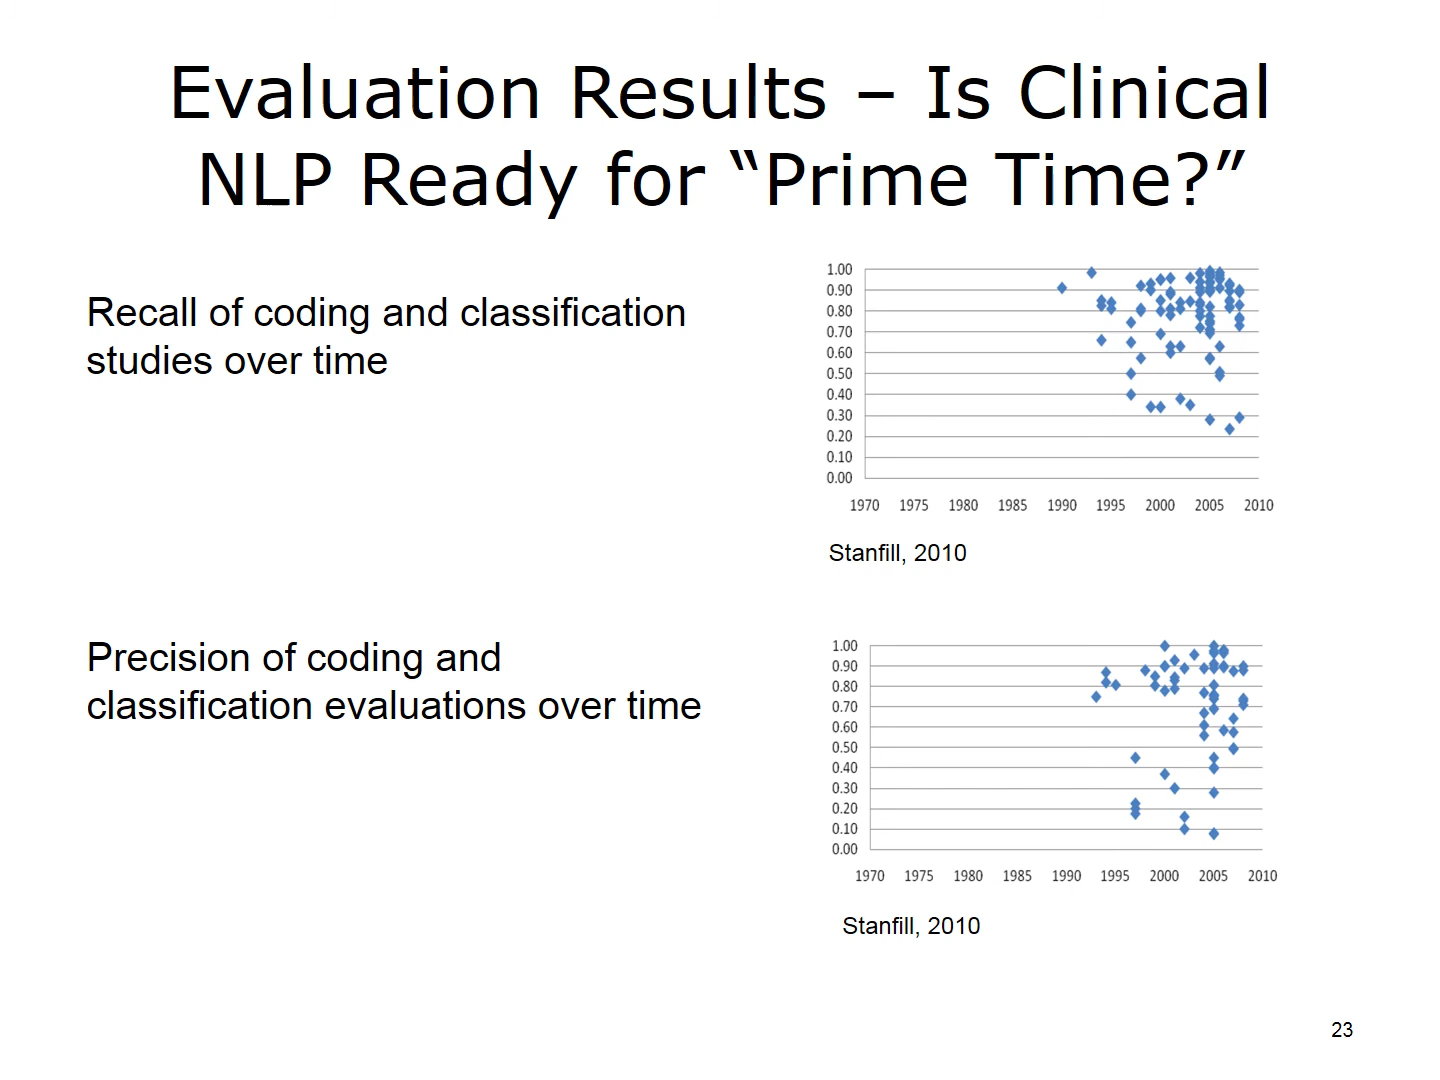 Evaluation Results – Is Clinical
NLP Ready for “Prime Time?”
Recall of coding and classification
studies over time
1.00
0.90
0.80
0.70
0.60
0.50
0.40
0.30
0.20
0.10
0.00
1970 1975 1980 1985 1990 1995 2000 2005 2010
Stanfill, 2010
Precision of coding and
classification evaluations over time
1.00
0.90
0.80
0.70
0.60
0.50
0.40
0.30
0.20
0.10
0.00
1970 1975 1980 1985 1990 1995 2000 2005 2010
Stanfill, 2010
23